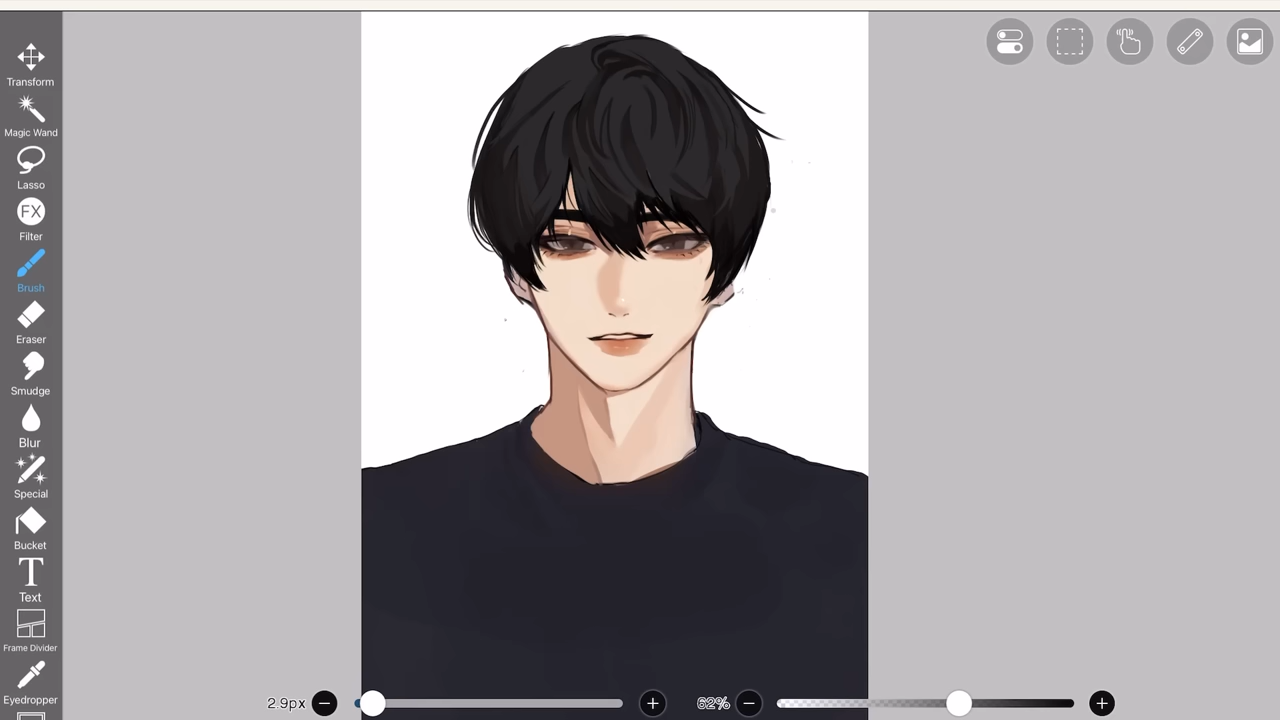 Transform
Magic Wand
Lasso
FX
Filter
Brush
Eraser
Smudge
Blur
Special
Bucket
T
Text
Frame Divider
Eyedropper
2.9px
62%